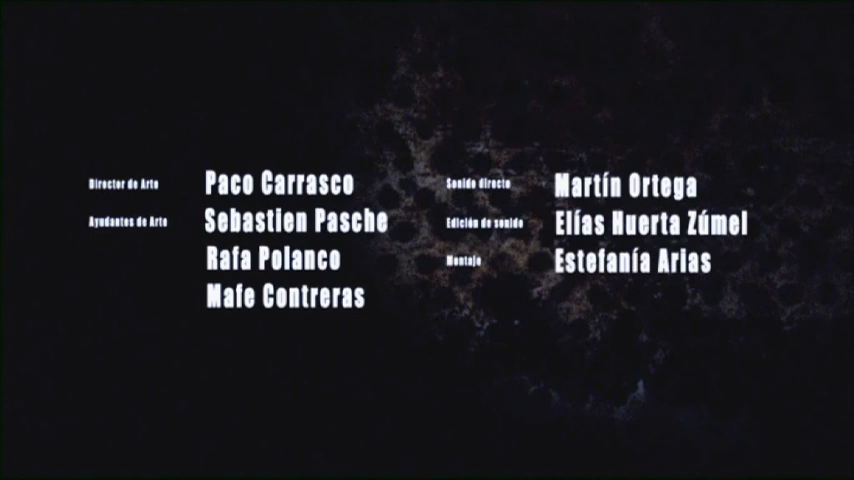 Director de Arte Paco Carrasco
Ayudantes de Arte Sebastien Pasche
Rafa Polanco
Mafe Contreras
Sonido directo Martín Ortega
Edición de sonido Elías Huerta Zúmel
Montaje Estefanía Arias